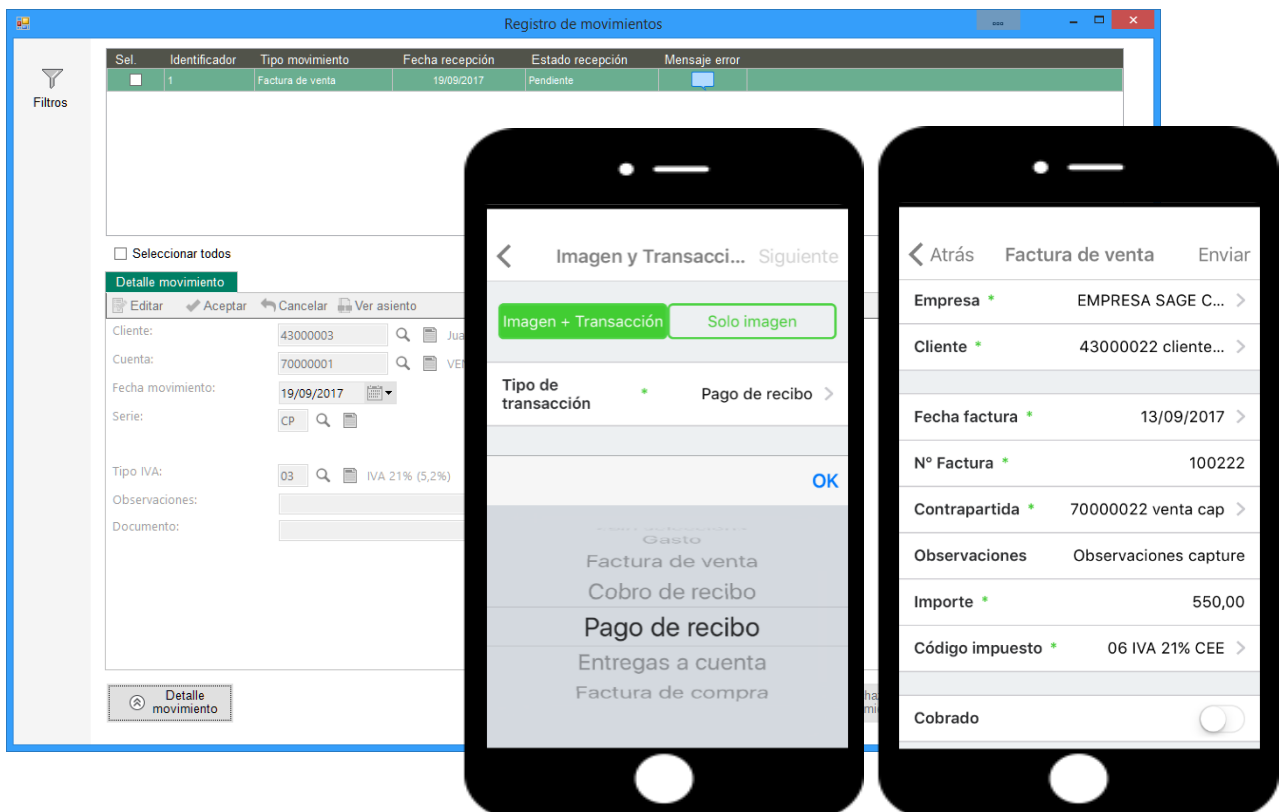 Registro de movimientos
Filtros
Sel. Identificador Tipo movimiento Fecha recepción Estado recepción Mensaje error
1 Factura de venta 19/09/2017 Pendiente
Seleccionar todos
Detalle movimiento
Editar Aceptar Cancelar Ver asiento
Cliente: 43000003
Cuenta: 70000001
Fecha movimiento: 19/09/2017
Serie: CP
Tipo IVA: 03 IVA 21% (5,2%)
Observaciones:
Documento:
Detalle
movimiento
Imagen y Transacci... Siguiente
Imagen + Transacción Solo imagen
Tipo de
transacción * Pago de recibo
OK
Gasto
Factura de venta
Cobro de recibo
Pago de recibo
Entregas a cuenta
Factura de compra
Atrás Factura de venta Enviar
Empresa * EMPRESA SAGE C...
Cliente * 43000022 cliente...
Fecha factura * 13/09/2017
Nº Factura * 100222
Contrapartida * 70000022 venta cap
Observaciones Observaciones capture
Importe * 550,00
Código impuesto * 06 IVA 21% CEE
Cobrado